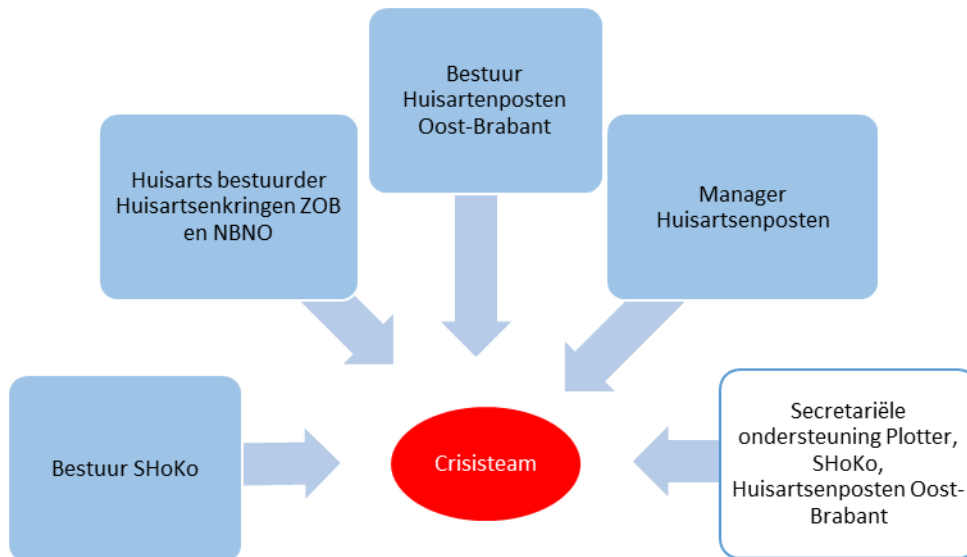 Bestuur
Huisartenposten
Oost-Brabant
Huisarts bestuurder
Huisartsenkringen ZOB
en NBNO
Manager
Huisartsenposten
Bestuur SHoKo
Crisisteam
Secretariële
ondersteuning Plotter,
SHoKo,
Huisartsenposten Oost-
Brabant